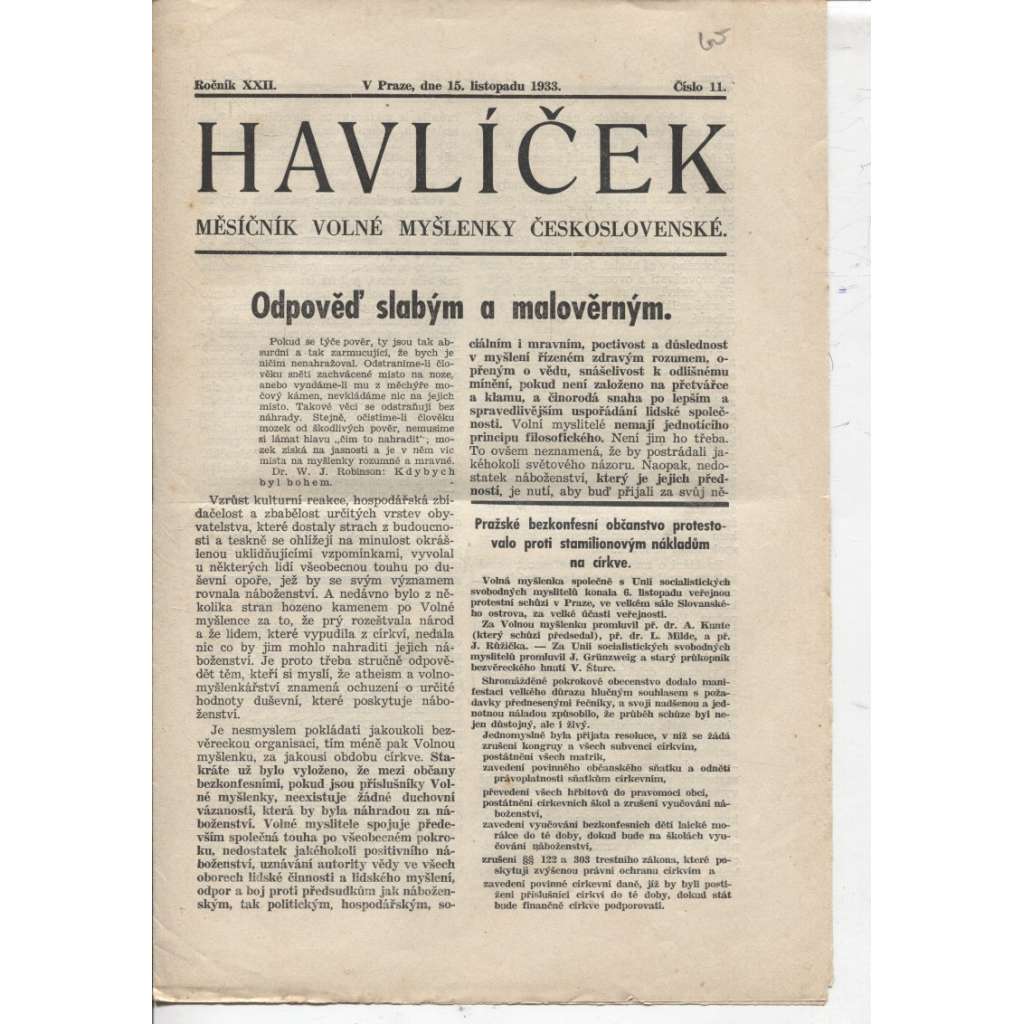 Ročník XXII. V Praze, dne 15. listopadu 1933. Číslo 11.
HAVLÍČEK
MĚSÍČNÍK VOLNÉ MYŠLENKY ČESKOSLOVENSKÉ.
Odpověď slabým a malověrným.
Pokud se týče pověr, ty jsou tak ab-
surdní a tak zarmucující, že bych je
ničím nenahražoval. Odstraníme-li člo-
věku snětí zachvácené místo na noze,
anebo vyndáme-li mu z měchýře mo-
čový kámen, nevkládáme nic na jejich
místo. Takové věci se odstraňují bez
náhrady. Stejně, očistíme-li člověku
mozek od škodlivých pověr, nemusíme
si lámat hlavu „čím to nahradit“; mo-
zek získá na jasnosti a je v něm víc
místa na myšlenky rozumné a mravné.
Dr. W. J. Robinson: Kdybych
byl bohem.
Vzrůst kulturní reakce, hospodářská zbí-
dačelost a zbabělost určitých vrstev oby-
vatelstva, které dostaly strach z budoucno-
sti a teskně se ohlížejí na minulost okráš-
lenou uklidňujícími vzpomínkami, vyvolal
u některých lidí všeobecnou touhu po du-
ševní opoře, jež by se svým významem
rovnala náboženství. A nedávno bylo z ně-
kolika stran hozeno kamenem po Volné
myšlence za to, že prý rozeštvala národ
a že lidem, které vypudila z církví, nedala
nic co by jim mohlo nahraditi jejich ná-
boženství. Je proto třeba stručně odpově-
dět těm, kteří si myslí, že atheism a volno-
myšlenkářství znamená ochuzení o určité
hodnoty duševní, které poskytuje nábo-
ženství.
Je nesmyslem pokládati jakoukoli bez-
věreckou organisaci, tím méně pak Volnou
myšlenku, za jakousi obdobu církve. Sta-
kráte už bylo vyloženo, že mezi občany
bezkonfesními, pokud jsou příslušníky Vol-
né myšlenky, neexistuje žádné duchovní
vázanosti, která by byla náhradou za ná-
boženství. Volné myslitele spojuje přede-
vším společná touha po všeobecném pokro-
ku, nedostatek jakéhokoli positivního ná-
boženství, uznávání autority vědy ve všech
oborech lidské činnosti a lidského myšlení,
odpor a boj proti předsudkům jak nábožen-
ským, tak politickým, hospodářským, so-
ciálním i mravním, poctivost a důslednost
v myšlení řízeném zdravým rozumem, o-
přeným o vědu, snášelivost k odlišnému
mínění, pokud není založeno na přetvářce
a klamu, a činorodá snaha po lepším a
spravedlivějším uspořádání lidské společ-
nosti. Volní myslitelé nemají jednotícího
principu filosofického. Není jim ho třeba.
To ovšem neznamená, že by postrádali ja-
kéhokoli světového názoru. Naopak, nedo-
statek náboženství, který je jejich před-
ností, je nutí, aby buď přijali za svůj ně-
Pražské bezkonfesní občanstvo protesto-
valo proti stamilionovým nákladům
na církve.
Volná myšlenka společně s Unií socialistických
svobodných myslitelů konala 6. listopadu veřejnou
protestní schůzi v Praze, ve velkém sále Slovanské-
ho ostrova, za velké účasti veřejnosti.
Za Volnou myšlenku promluvil př. dr. A. Kunte
(který schůzi předsedal), př. dr. L. Milde, a př.
J. Růžička. — Za Unii socialistických svobodných
myslitelů promluvil J. Grünzweig a starý průkopník
bezvěreckého hnutí V. Šturc.
Shromážděné pokrokové obecenstvo dodalo mani-
festaci velkého důrazu hlučným souhlasem s poža-
davky přednesenými řečníky, a svojí nadšenou a jed-
notnou náladou způsobilo, že průběh schůze byl ne-
jen důstojný, ale i živý.
Jednomyslně byla přijata resoluce, v níž se žádá
zrušení kongruy a všech subvencí církvím,
postátnění všech matrik,
zavedení povinného občanského sňatku a odnětí
právoplatnosti sňatkům církevním,
převedení všech hřbitovů do pravomoci obcí,
postátnění církevních škol a zrušení vyučování ná-
boženství,
zavedení vyučování bezkonfesních dětí laické mo-
rálce do té doby, dokud bude na školách vyu-
čování náboženství,
zrušení §§ 122 a 303 trestního zákona, které po-
skytují zvýšenou právní ochranu církvím a
zavedení povinné církevní daně, jíž by byli posti-
ženi příslušníci církví do té doby, dokud stát
bude finančně církve podporovati.